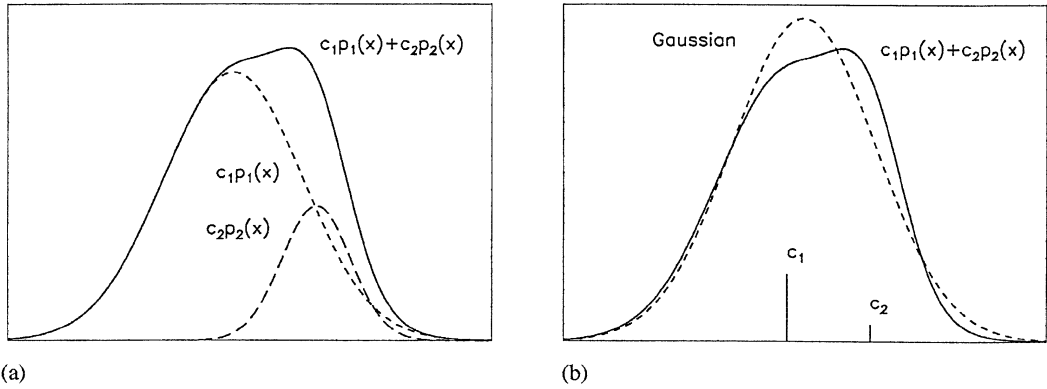 c₁p₁(x)+c₂p₂(x)
c₁p₁(x)
c₂p₂(x)
(a)
Gaussian
c₁p₁(x)+c₂p₂(x)
c₁
c₂
(b)